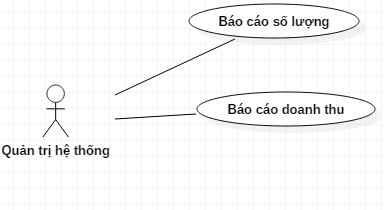 Báo cáo số lượng
Báo cáo doanh thu
Quản trị hệ thống